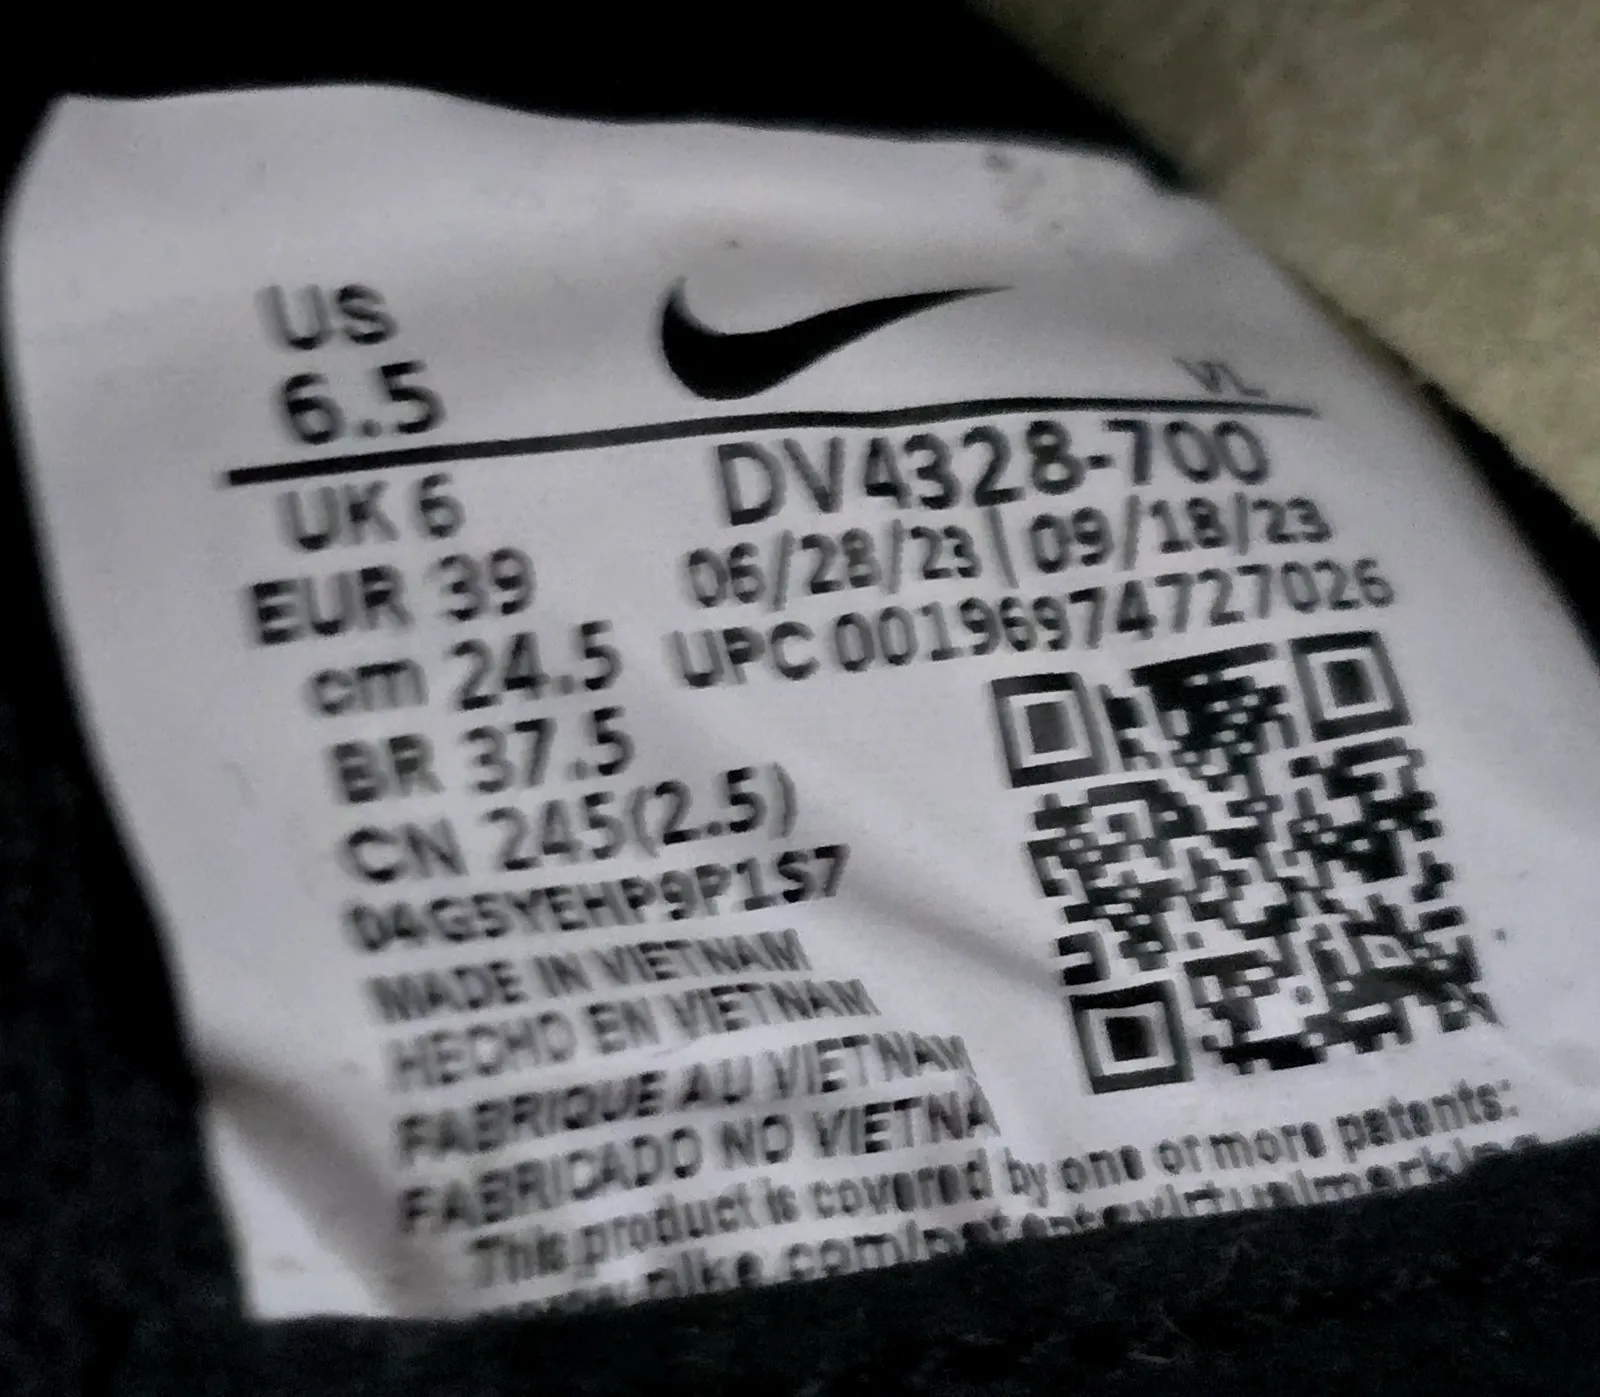 US
6.5
VL
UK 6
DV4328-700
EUR 39
06/28/23 | 09/18/23
cm 24.5
UPC 00196974727026
BR 37.5
CN 245(2.5)
04G5YEHP9P1S7
MADE IN VIETNAM
HECHO EN VIETNAM
FABRIQUE AU VIETNAM
FABRICADO NO VIETNÃ
This product is covered by one or more patents: